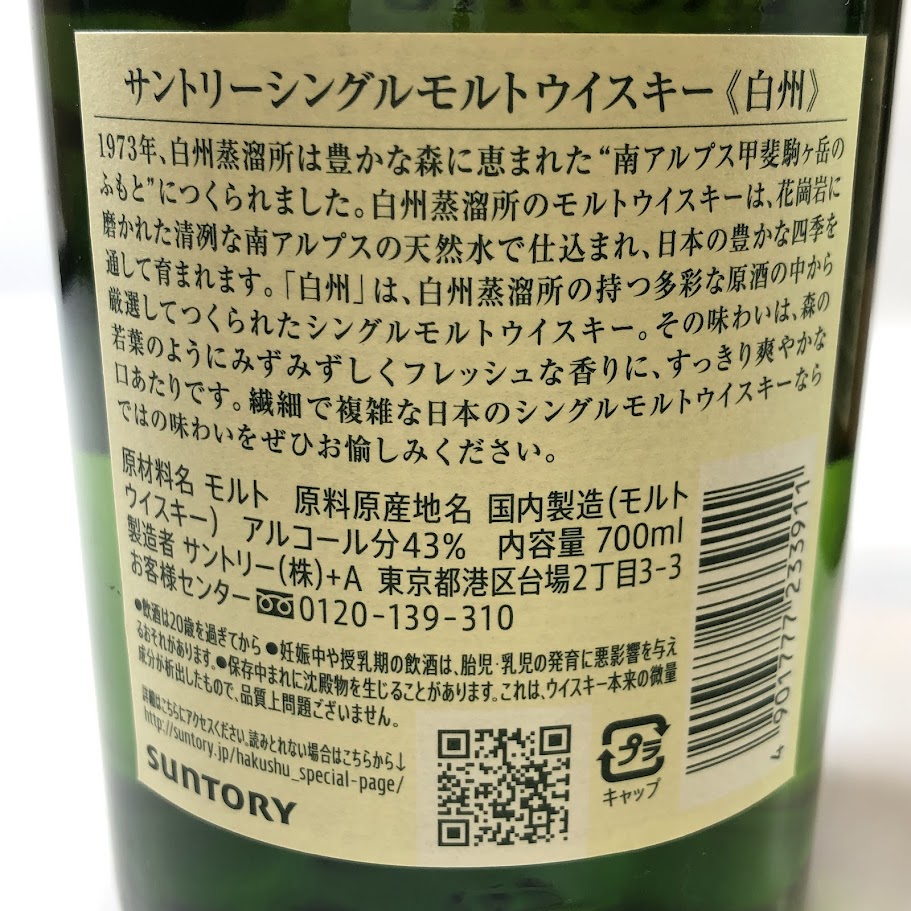 サントリーシングルモルトウイスキー《白州》
1973年、白州蒸溜所は豊かな森に恵まれた“南アルプス甲斐駒ヶ岳の
ふもと”につくられました。白州蒸溜所のモルトウイスキーは、花崗岩に
磨かれた清冽な南アルプスの天然水で仕込まれ、日本の豊かな四季を
通して育まれます。「白州」は、白州蒸溜所の持つ多彩な原酒の中から
厳選してつくられたシングルモルトウイスキー。その味わいは、森の
若葉のようにみずみずしくフレッシュな香りに、すっきり爽やかな
口あたりです。繊細で複雑な日本のシングルモルトウイスキーなら
ではの味わいをぜひお愉しみください。
原材料名 モルト 原料原産地名 国内製造(モルト
ウイスキー) アルコール分43% 内容量 700ml
製造者 サントリー(株)+A 東京都港区台場2丁目3-3
お客様センター 0120-139-310
●飲酒は20歳を過ぎてから ●妊娠中や授乳期の飲酒は、胎児・乳児の発育に悪影響を与え
るおそれがあります。●保存中まれに沈殿物を生じることがあります。これは、ウイスキー本来の微量
成分が析出したもので、品質上問題ございません。
詳細はこちらにアクセスください。読みとれない場合はこちらから↓
http://suntory.jp/hakushu_special-page/
SUNTORY
プラ
キャップ
4 901777 233911